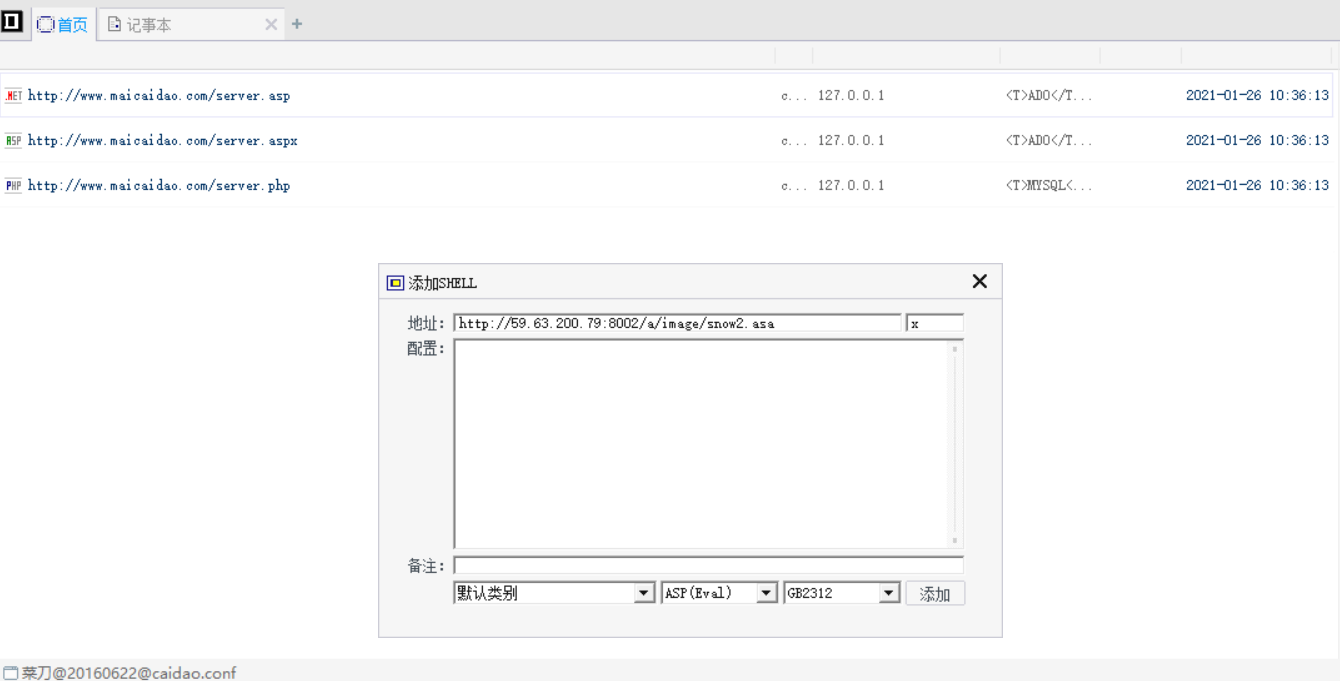 首页 记事本
.NET http://www.maicaidao.com/server.asp c... 127.0.0.1 <T>ADO</T... 2021-01-26 10:36:13
ASP http://www.maicaidao.com/server.aspx c... 127.0.0.1 <T>ADO</T... 2021-01-26 10:36:13
PHP http://www.maicaidao.com/server.php c... 127.0.0.1 <T>MYSQL<... 2021-01-26 10:36:13
添加SHELL
地址: http://59.63.200.79:8002/a/image/snow2.asa x
配置:
备注:
默认类别 ASP(Eval) GB2312 添加
菜刀@20160622@caidao.conf